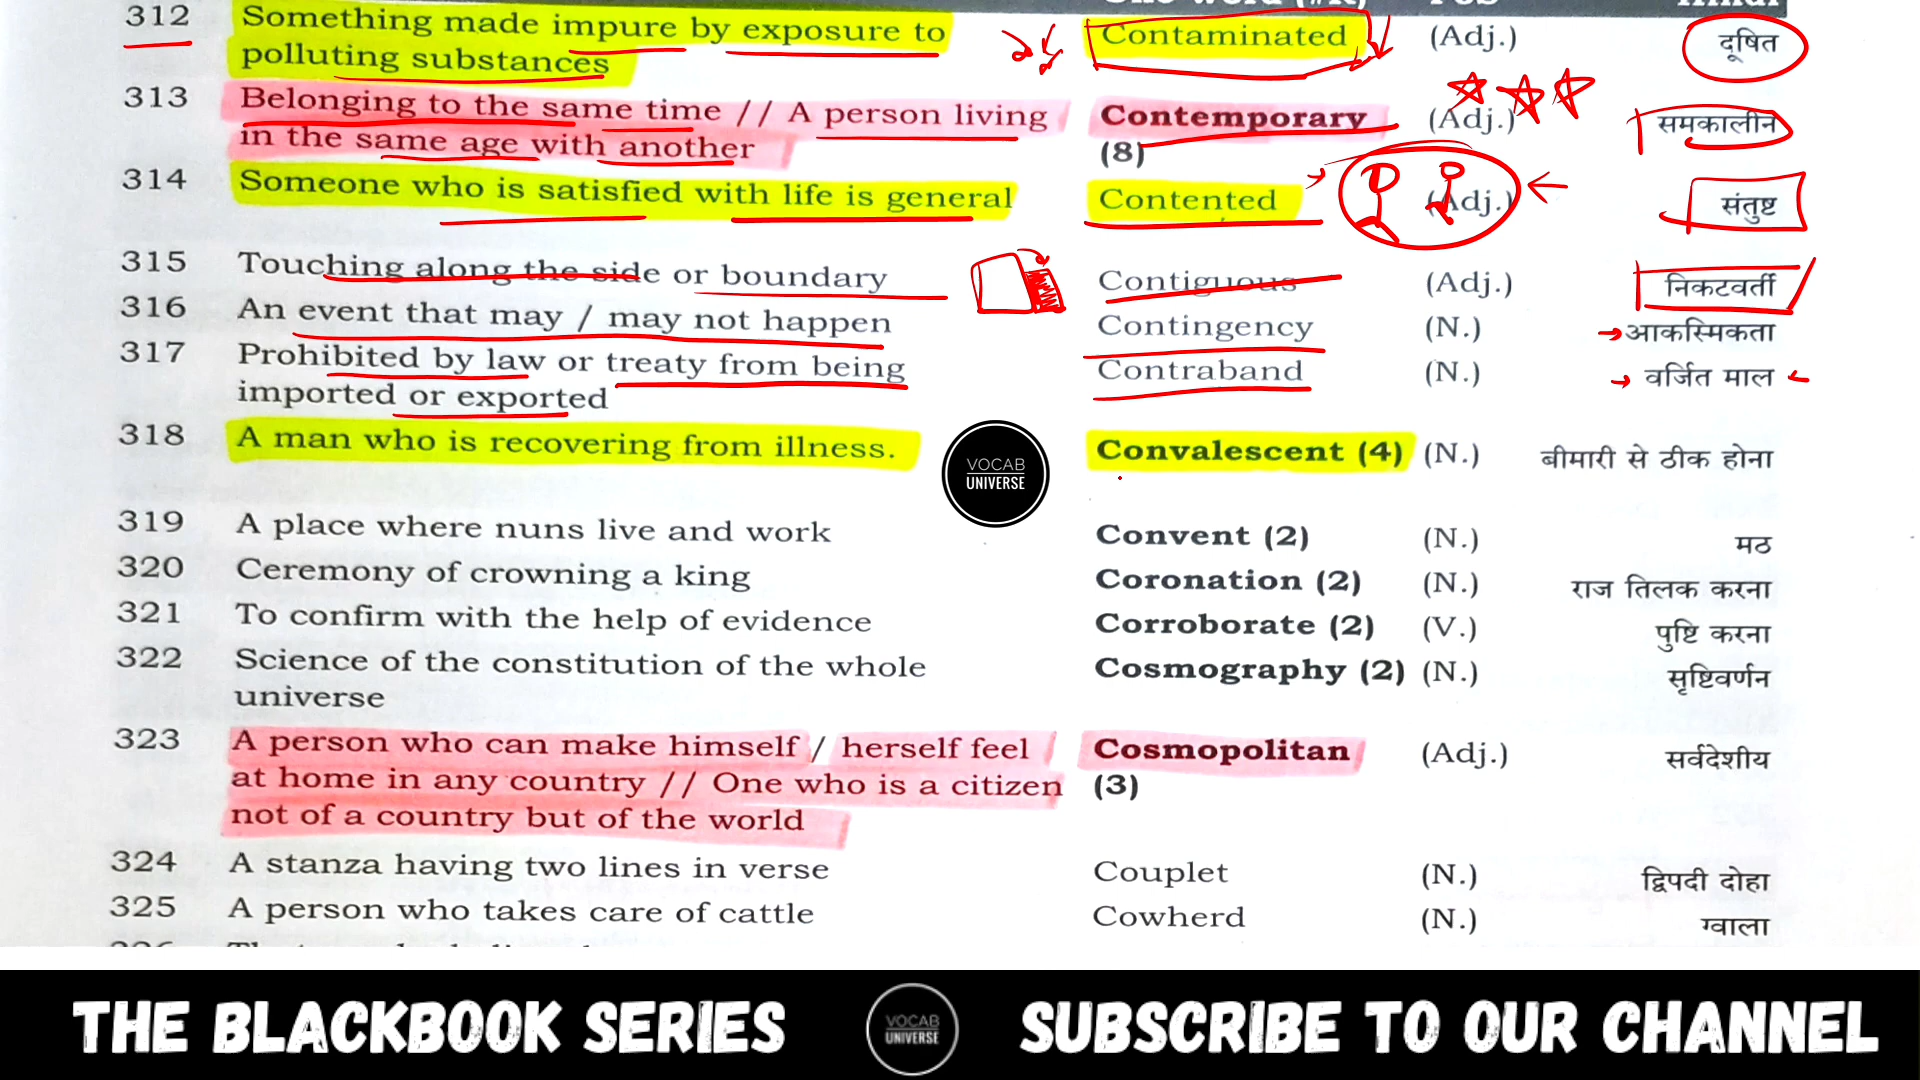 312 Something made impure by exposure to Contaminated (Adj.) दूषित
polluting substances
313 Belonging to the same time // A person living Contemporary (Adj.) समकालीन
in the same age with another (8)
314 Someone who is satisfied with life is general Contented (Adj.) संतुष्ट
315 Touching along the side or boundary Contiguous (Adj.) निकटवर्ती
316 An event that may / may not happen Contingency (N.) आकस्मिकता
317 Prohibited by law or treaty from being Contraband (N.) वर्जित माल
imported or exported
318 A man who is recovering from illness. Convalescent (4) (N.) बीमारी से ठीक होना
VOCAB
UNIVERSE
319 A place where nuns live and work Convent (2) (N.) मठ
320 Ceremony of crowning a king Coronation (2) (N.) राज तिलक करना
321 To confirm with the help of evidence Corroborate (2) (V.) पुष्टि करना
322 Science of the constitution of the whole Cosmography (2) (N.) सृष्टिवर्णन
universe
323 A person who can make himself / herself feel Cosmopolitan (Adj.) सर्वदेशीय
at home in any country // One who is a citizen (3)
not of a country but of the world
324 A stanza having two lines in verse Couplet (N.) द्विपदी दोहा
325 A person who takes care of cattle Cowherd (N.) ग्वाला
THE BLACKBOOK SERIES VOCAB UNIVERSE SUBSCRIBE TO OUR CHANNEL